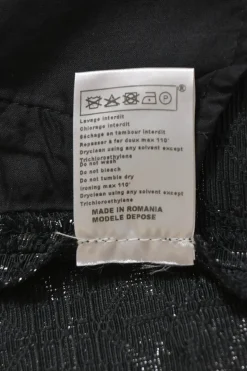 P ®
Lavage interdit
Chlorage interdit
Séchage en tambour interdit
Repasser à fer doux max 110°
Dryclean using any solvent except
Trichluroethylene
Do not wash
Do not bleach
Do not tumble dry
Ironing max 110°
Dryclean using any solvent except
Trichluroethylene
MADE IN ROMANIA
MODELE DEPOSE